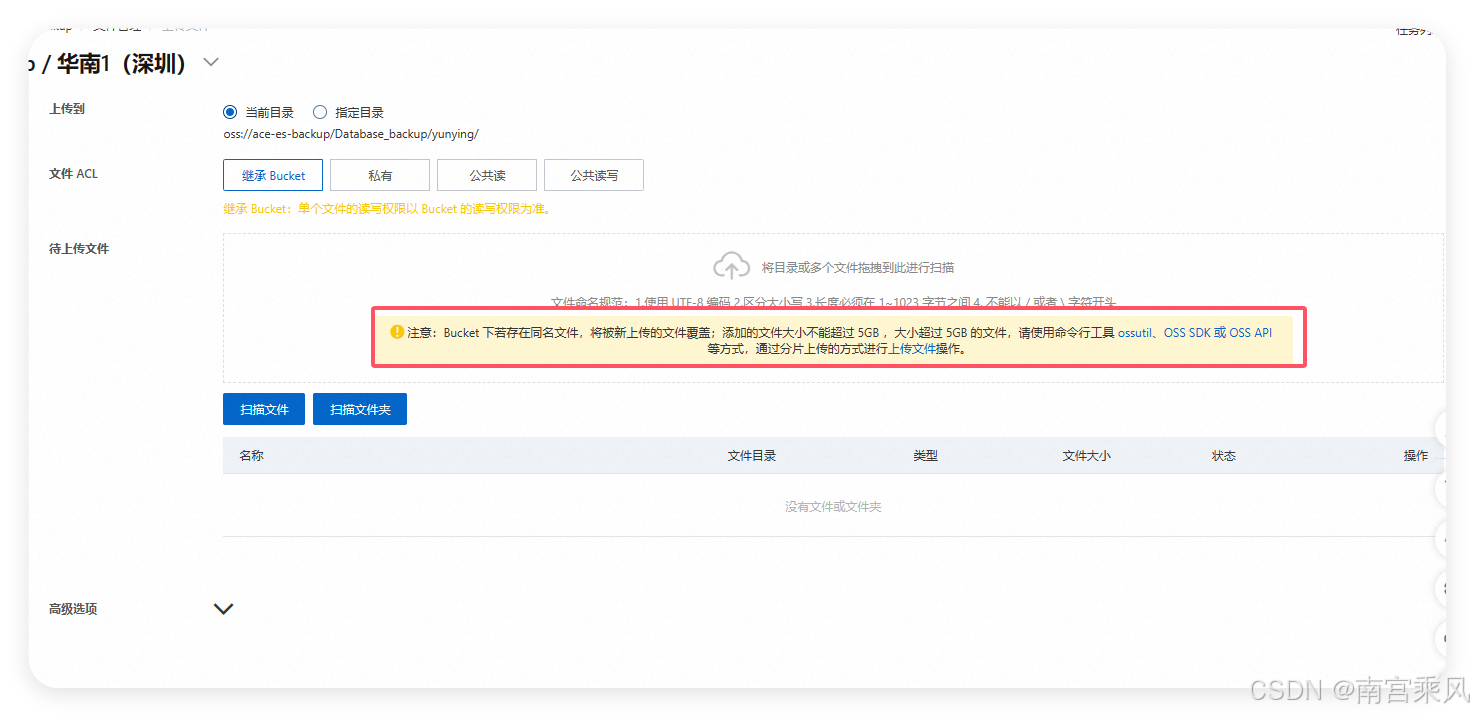 文件管理
上传文件
/ 华南1（深圳）
上传到
当前目录 指定目录
oss://ace-es-backup/Database_backup/yunying/
文件 ACL
继承 Bucket 私有 公共读 公共读写
继承 Bucket：单个文件的读写权限以 Bucket 的读写权限为准。
待上传文件
将目录或多个文件拖拽到此进行扫描
文件命名规范：1.使用 UTF-8 编码 2.区分大小写 3.长度必须在 1~1023 字节之间 4. 不能以 / 或者 \ 字符开头
注意：Bucket 下若存在同名文件，将被新上传的文件覆盖；添加的文件大小不能超过 5GB ，大小超过 5GB 的文件，请使用命令行工具 ossutil、OSS SDK 或 OSS API
等方式，通过分片上传的方式进行上传文件操作。
扫描文件 扫描文件夹
名称 文件目录 类型 文件大小 状态 操作
没有文件或文件夹
高级选项
CSDN @南宫乘风